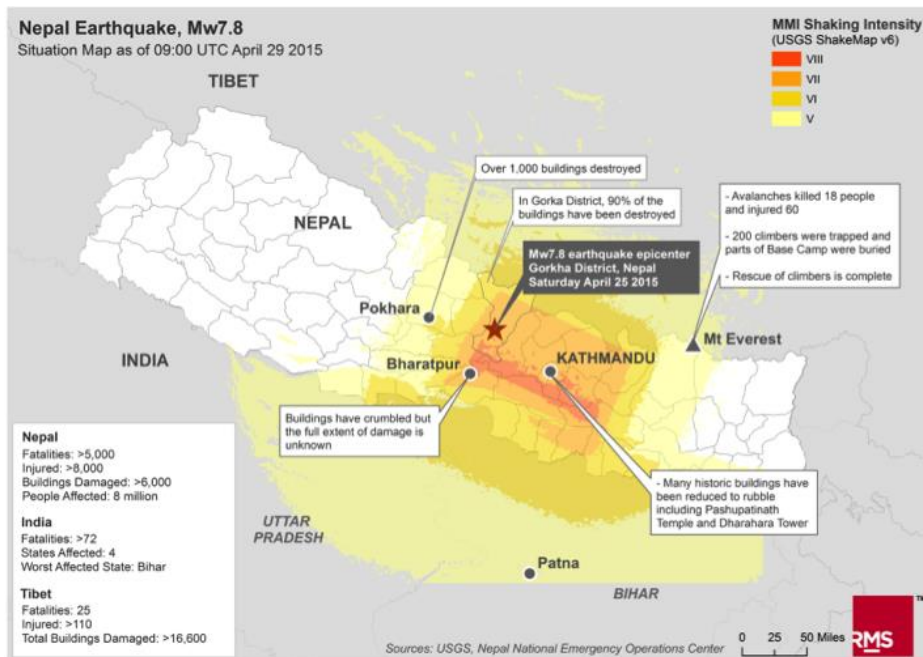 Nepal Earthquake, Mw7.8
Situation Map as of 09:00 UTC April 29 2015
MMI Shaking Intensity
(USGS ShakeMap v6)
VIII
VII
VI
V
TIBET
Over 1,000 buildings destroyed
In Gorka District, 90% of the
buildings have been destroyed
- Avalanches killed 18 people
and injured 60
- 200 climbers were trapped and
parts of Base Camp were buried
- Rescue of climbers is complete
NEPAL
Mw7.8 earthquake epicenter
Gorkha District, Nepal
Saturday April 25 2015
Pokhara
Mt Everest
INDIA
Bharatpur
KATHMANDU
Buildings have crumbled but
the full extent of damage is
unknown
Nepal
Fatalities: >5,000
Injured: >8,000
Buildings Damaged: >6,000
People Affected: 8 million
India
Fatalities: >72
States Affected: 4
Worst Affected State: Bihar
Tibet
Fatalities: 25
Injured: >110
Total Buildings Damaged: >16,600
- Many historic buildings have
been reduced to rubble
including Pashupatinath
Temple and Dharahara Tower
UTTAR
PRADESH
Patna
BIHAR
Sources: USGS, Nepal National Emergency Operations Center
0 25 50 Miles
RMS
TM